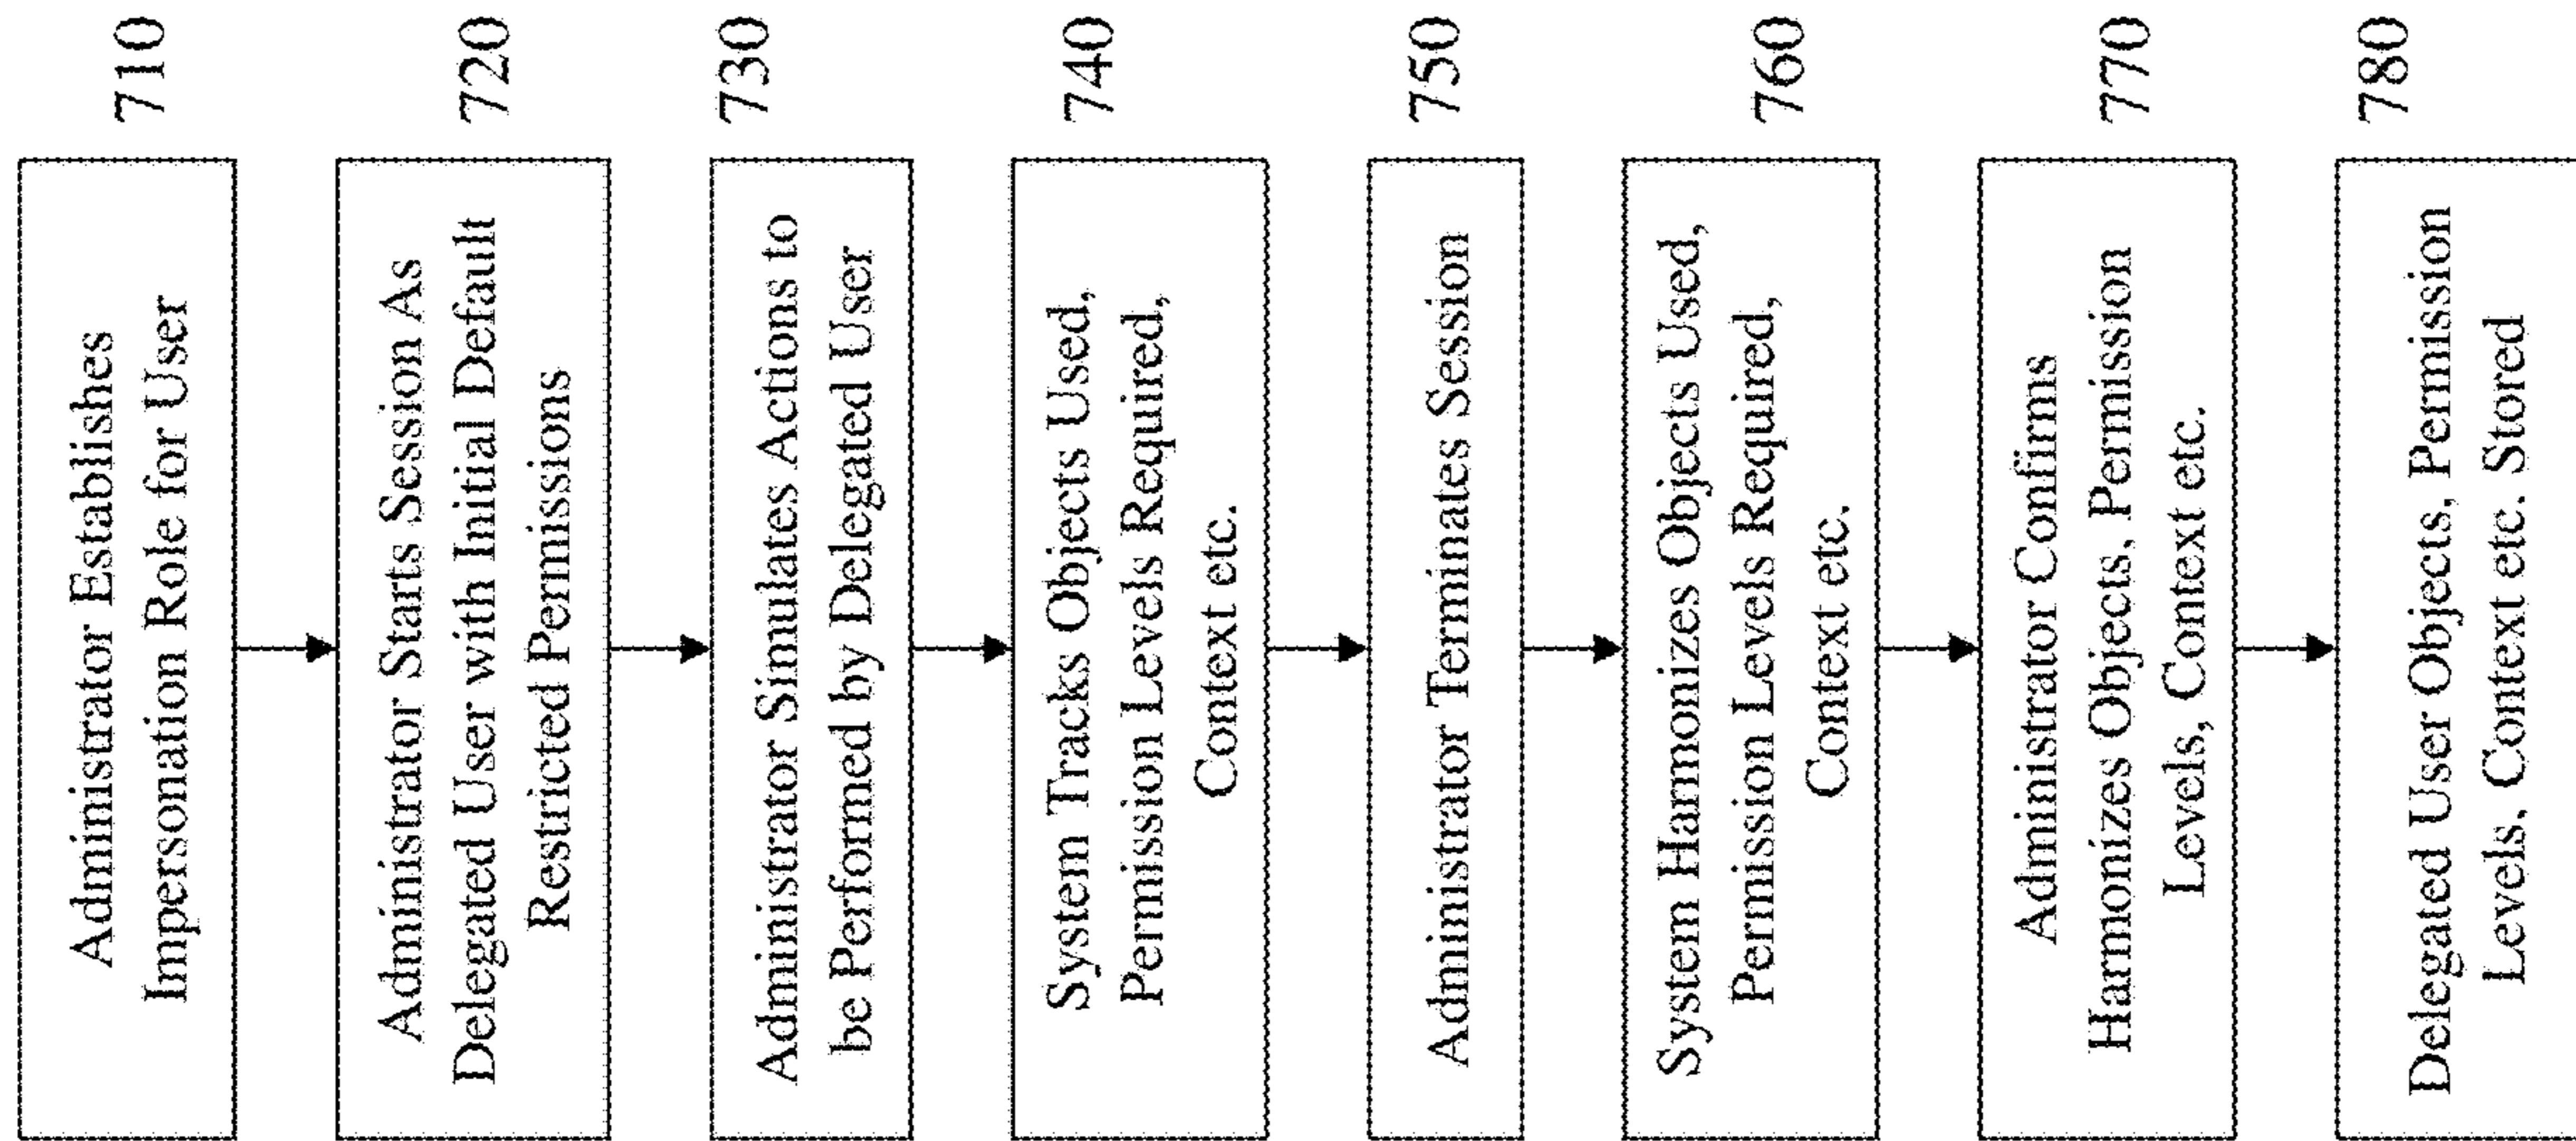 Administrator Establishes
Impersonation Role for User
710
Administrator Starts Session As
Delegated User with Initial Default
Restricted Permissions
720
Administrator Simulates Actions to
be Performed by Delegated User
730
System Tracks Objects Used,
Permission Levels Required,
Context etc.
740
Administrator Terminates Session
750
System Harmonizes Objects Used,
Permission Levels Required,
Context etc.
760
Administrator Confirms
Harmonizes Objects, Permission
Levels, Context etc.
770
Delegated User Objects, Permission
Levels, Context etc. Stored
780